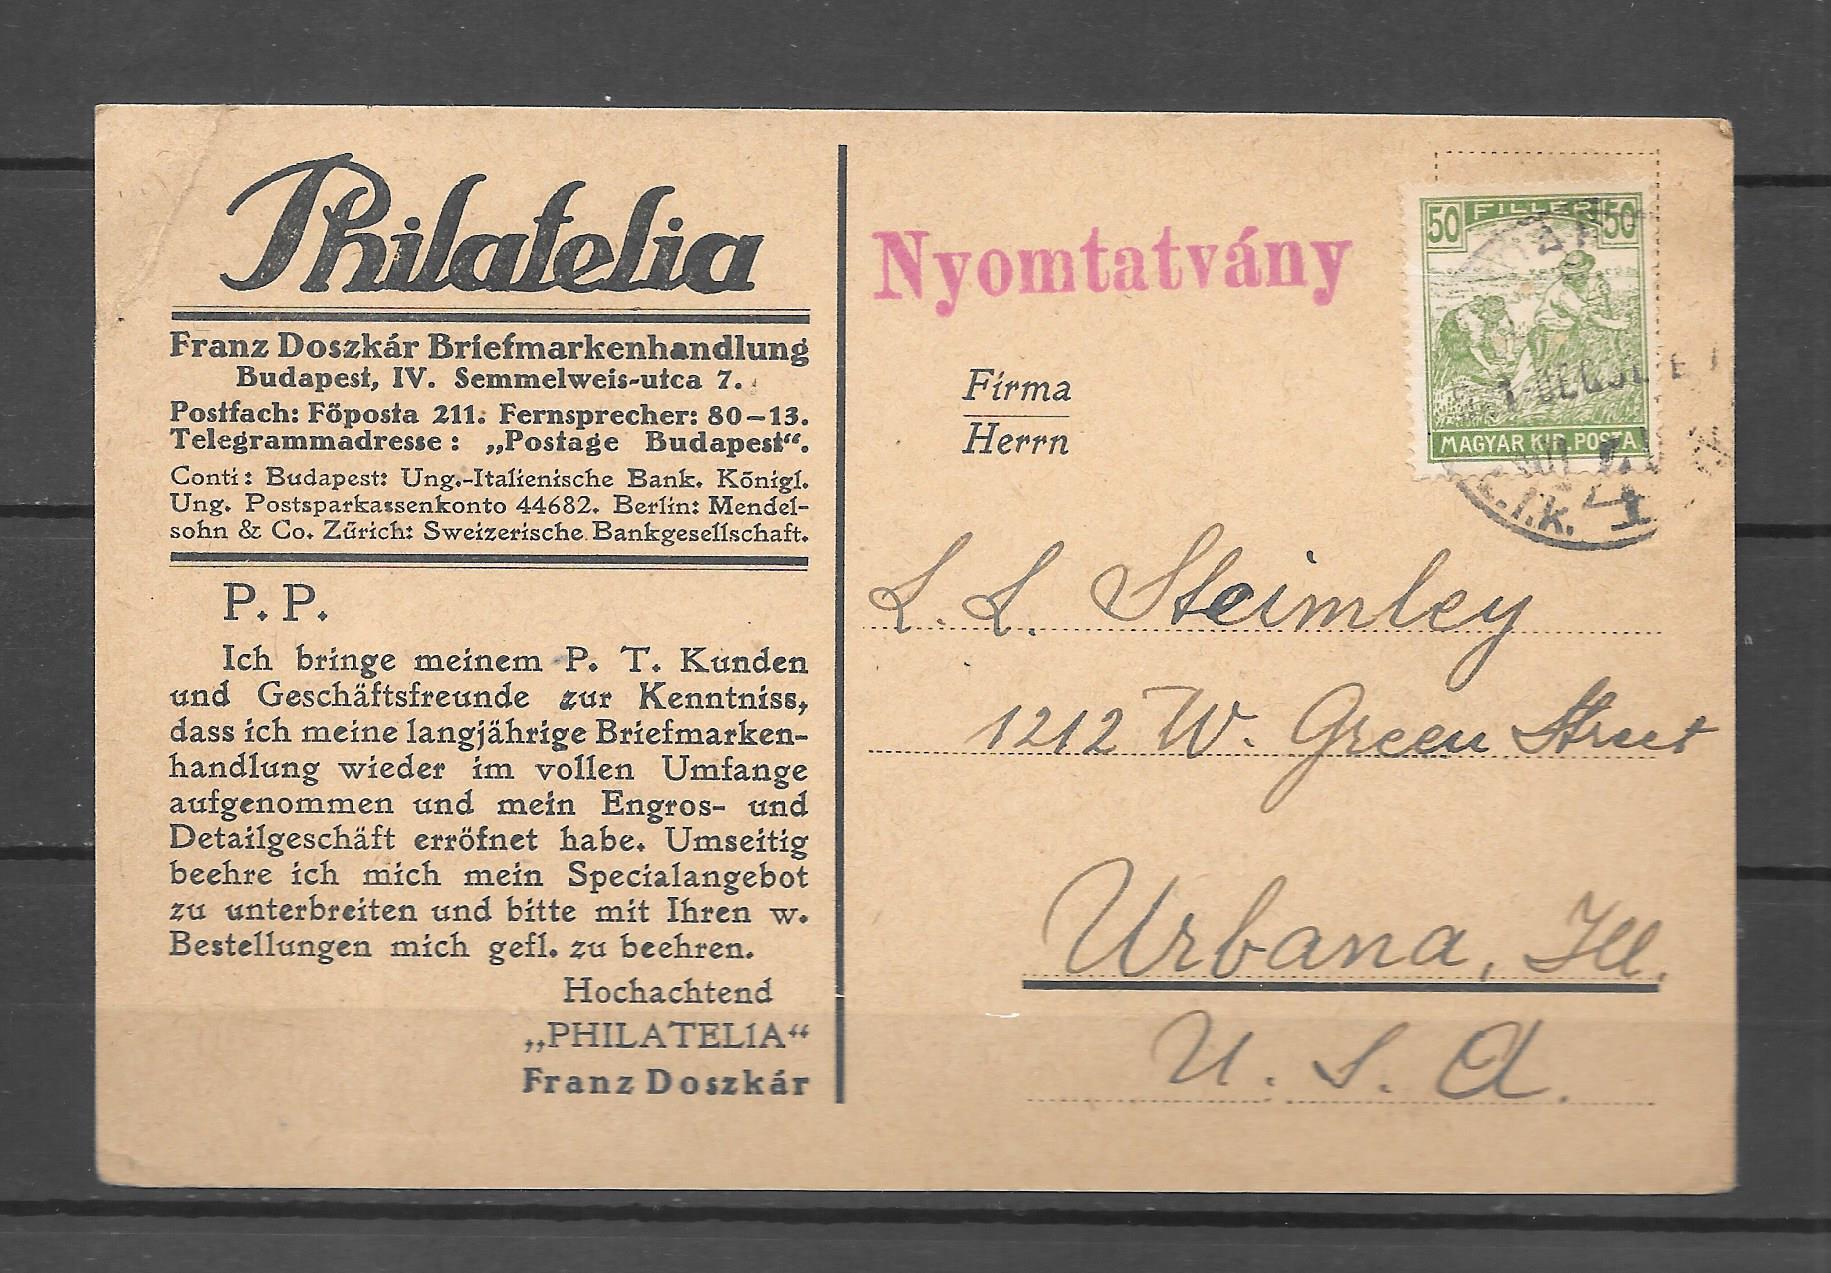 Philatelia
Franz Doszkár Briefmarkenhandlung
Budapest, IV. Semmelweis-utca 7.
Postfach: Föposta 211. Fernsprecher: 80—13.
Telegrammadresse: „Postage Budapest“.
Conti: Budapest: Ung.-Italienische Bank. Königl.
Ung. Postsparkassenkonto 44682. Berlin: Mendel-
sohn & Co. Zűrich: Sweizerische Bankgesellschaft.
P. P.
Ich bringe meinem P. T. Kunden
und Geschäftsfreunde zur Kenntniss,
dass ich meine langjährige Briefmarken-
handlung wieder im vollen Umfange
aufgenommen und mein Engros- und
Detailgeschäft erröfnet habe. Umseitig
beehre ich mich mein Specialangebot
zu unterbreiten und bitte mit Ihren w.
Bestellungen mich gefl. zu beehren.
Hochachtend
„PHILATELIA“
Franz Doszkár
Nyomtatvány
50 FILLER 50
MAGYAR KIR. POSTA
4
Firma
Herrn
L. L. Steimley
1212 W. Green Street
Urbana, Ill.
U. S. A.